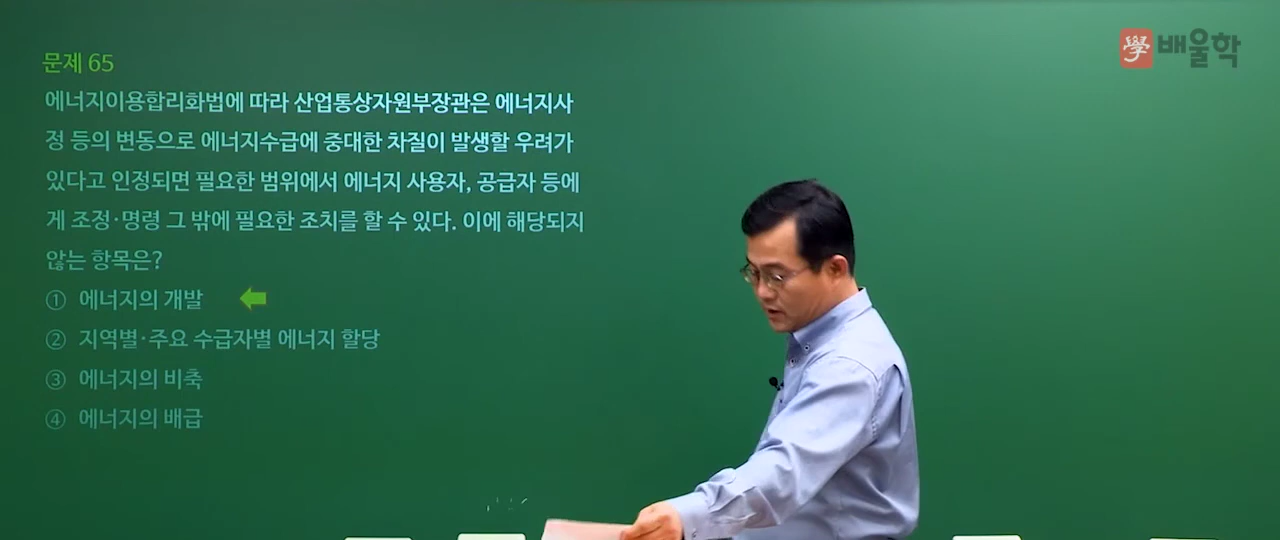 學 배울학
문제 65
에너지이용합리화법에 따라 산업통상자원부장관은 에너지사
정 등의 변동으로 에너지수급에 중대한 차질이 발생할 우려가
있다고 인정되면 필요한 범위에서 에너지 사용자, 공급자 등에
게 조정·명령 그 밖에 필요한 조치를 할 수 있다. 이에 해당되지
않는 항목은?
① 에너지의 개발
② 지역별·주요 수급자별 에너지 할당
③ 에너지의 비축
④ 에너지의 배급